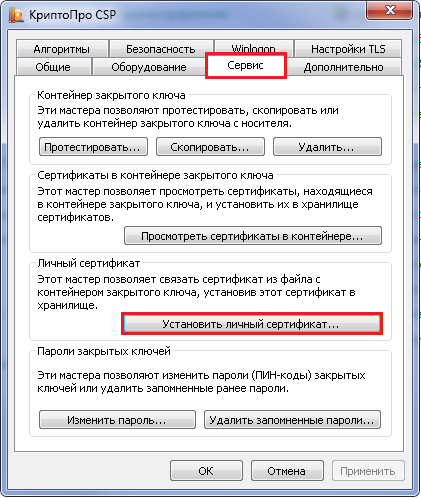 КриптоПро CSP
Алгоритмы Безопасность Winlogon Настройки TLS
Общие Оборудование Сервис Дополнительно
Контейнер закрытого ключа
Эти мастера позволяют протестировать, скопировать или
удалить контейнер закрытого ключа с носителя.
Протестировать... Скопировать... Удалить...
Сертификаты в контейнере закрытого ключа
Этот мастер позволяет просмотреть сертификаты, находящиеся
в контейнере закрытого ключа, и установить их в хранилище
сертификатов.
Просмотреть сертификаты в контейнере...
Личный сертификат
Этот мастер позволяет связать сертификат из файла с
контейнером закрытого ключа, установив этот сертификат в
хранилище.
Установить личный сертификат...
Пароли закрытых ключей
Эти мастера позволяют изменить пароли (ПИН-коды) закрытых
ключей или удалить запомненные ранее пароли.
Изменить пароль... Удалить запомненные пароли...
ОК Отмена Применить